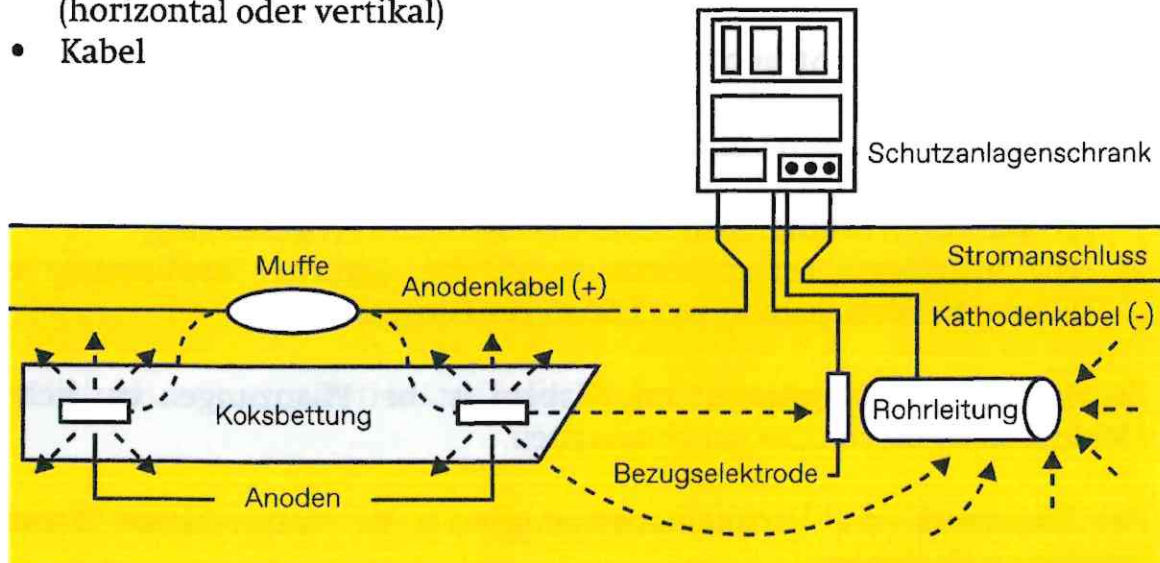 (horizontal oder vertikal)
• Kabel
Schutzanlagenschrank
Stromanschluss
Muffe
Anodenkabel (+)
Kathodenkabel (-)
Koksbettung
Rohrleitung
Bezugselektrode
Anoden